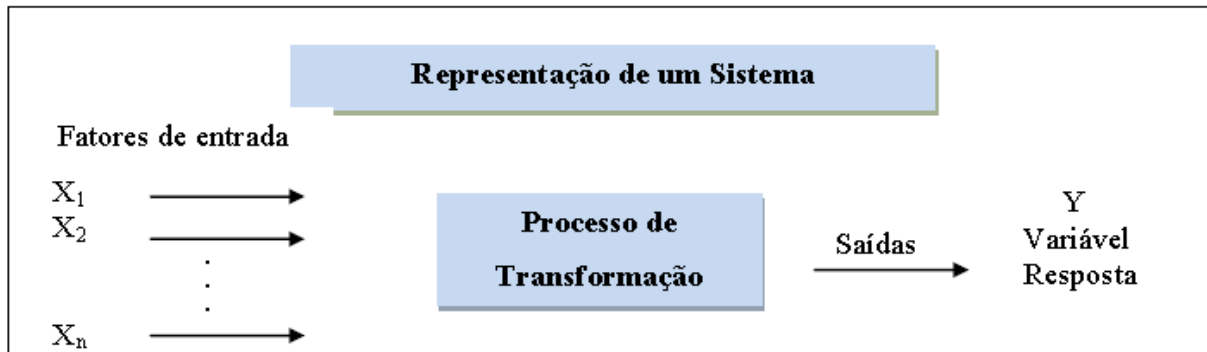 Representação de um Sistema
Fatores de entrada
X₁
X₂
.
.
.
Xₙ
Processo de
Transformação
Saídas
Y
Variável
Resposta